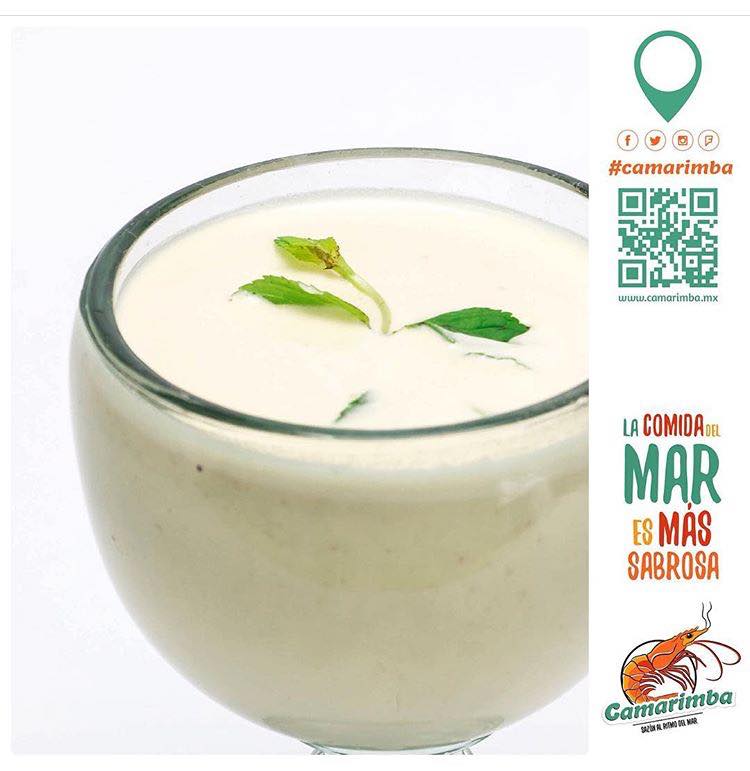 #camarimba
www.camarimba.mx
LA COMIDA DEL
MAR
ES MÁS
SABROSA
Camarimba
SAZÓN AL RITMO DEL MAR